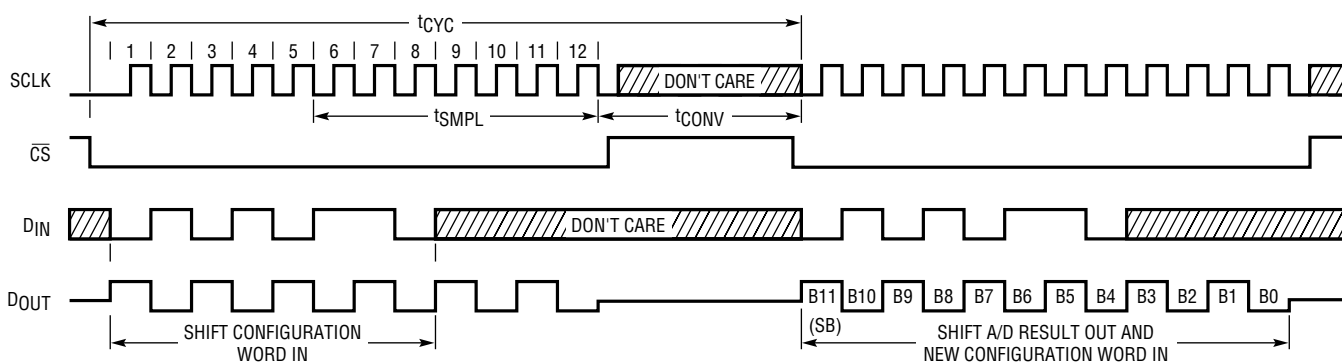 tCYC
1 2 3 4 5 6 7 8 9 10 11 12
SCLK
DON'T CARE
tSMPL
tCONV
CS
DIN
DON'T CARE
DOUT
B11 B10 B9 B8 B7 B6 B5 B4 B3 B2 B1 B0
(SB)
SHIFT CONFIGURATION
WORD IN
SHIFT A/D RESULT OUT AND
NEW CONFIGURATION WORD IN